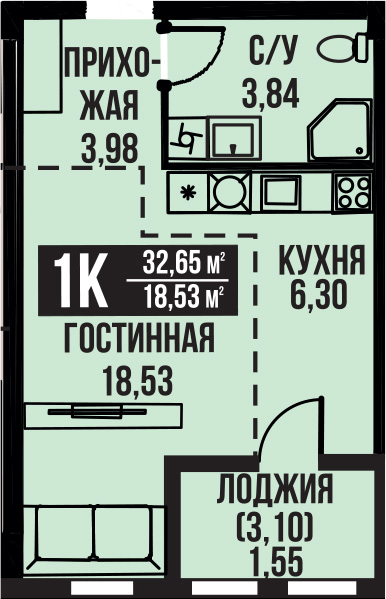 ПРИХО-
ЖАЯ
3,98
С/У
3,84
1К
32,65 м²
18,53 м²
КУХНЯ
6,30
ГОСТИННАЯ
18,53
ЛОДЖИЯ
(3,10)
1,55